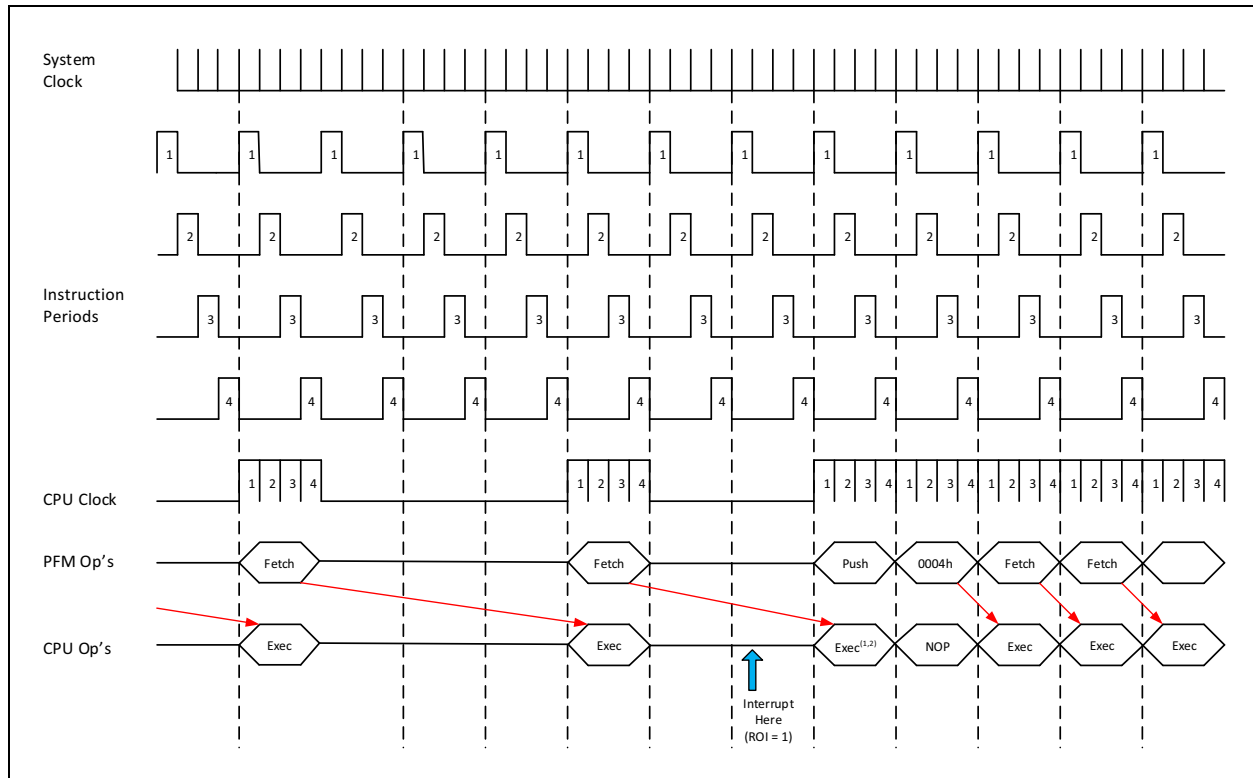 System
Clock
1 1 1 1 1 1 1 1 1 1 1 1 1
2 2 2 2 2 2 2 2 2 2 2 2 2
Instruction
Periods
3 3 3 3 3 3 3 3 3 3 3 3 3
4 4 4 4 4 4 4 4 4 4 4 4 4
CPU Clock
1 2 3 4 1 2 3 4 1 2 3 4 1 2 3 4 1 2 3 4 1 2 3 4 1 2 3 4
PFM Op’s
Fetch Fetch Push 0004h Fetch Fetch
CPU Op’s
Exec Exec Exec(1,2) NOP Exec Exec Exec
Interrupt
Here
(ROI = 1)